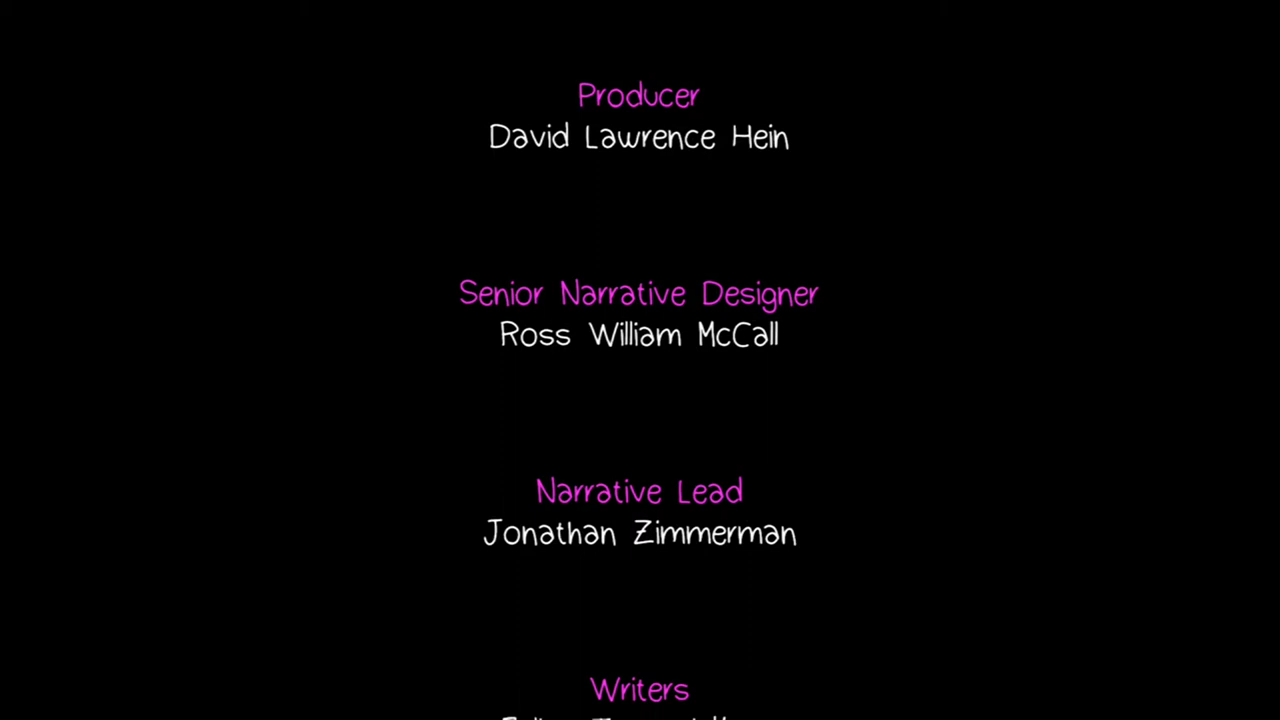 Producer
David Lawrence Hein
Senior Narrative Designer
Ross William McCall
Narrative Lead
Jonathan Zimmerman
Writers